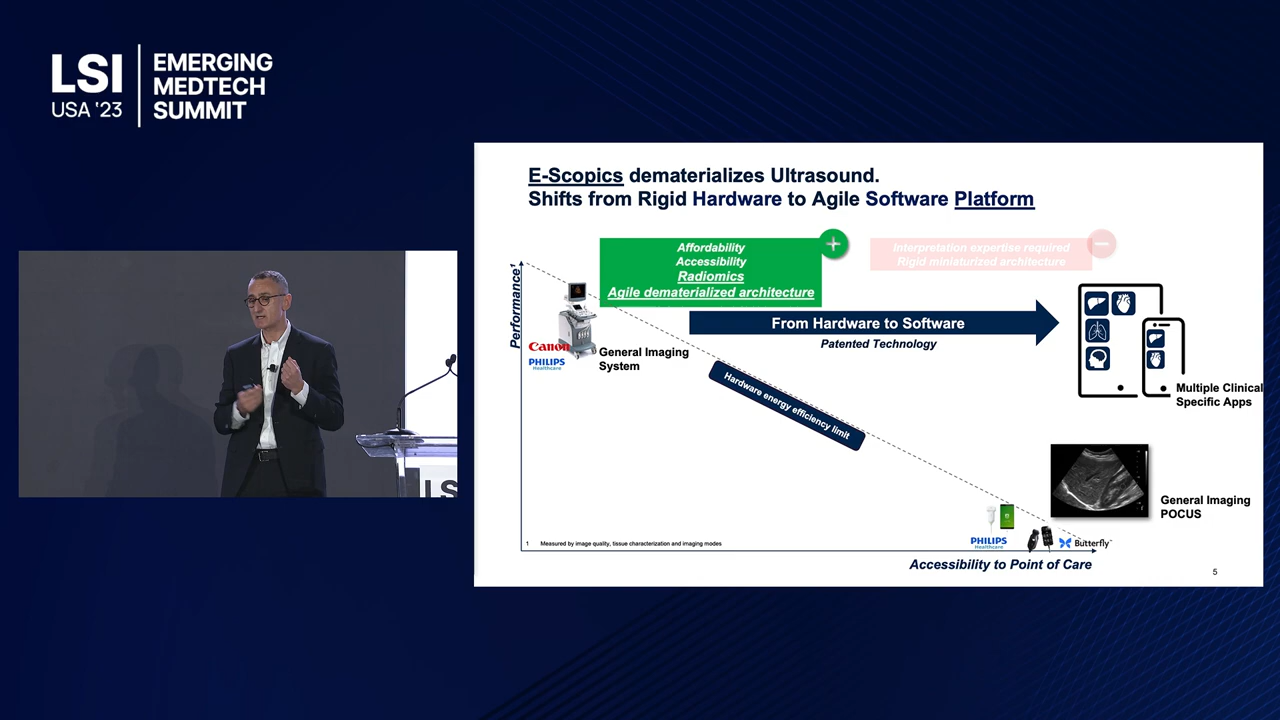 LSI
USA '23
EMERGING
MEDTECH
SUMMIT
E-Scopics dematerializes Ultrasound.
Shifts from Rigid Hardware to Agile Software Platform
Affordability
Accessibility
Radiomics
Agile dematerialized architecture
+
Interpretation expertise required
Rigid miniaturized architecture
−
Performance¹
From Hardware to Software
Patented Technology
Canon
PHILIPS
Healthcare
General Imaging
System
Hardware energy efficiency limit
Multiple Clinical
Specific Apps
General Imaging
POCUS
PHILIPS
Healthcare
Butterfly
1 Measured by image quality, tissue characterization and imaging modes
Accessibility to Point of Care
5
LS